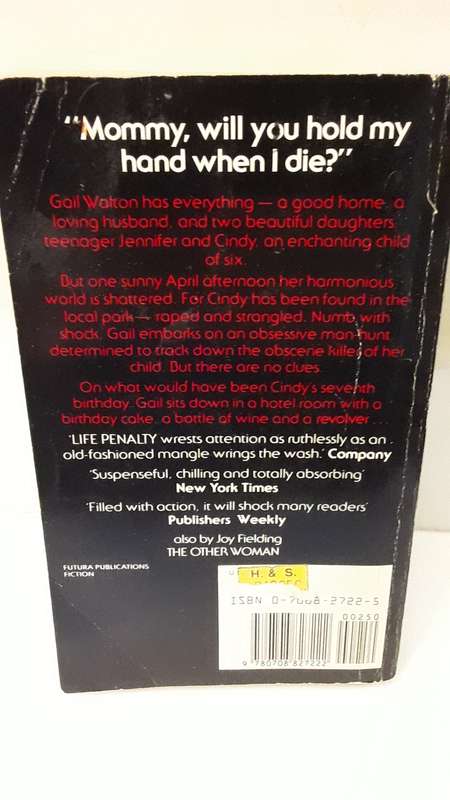 "Mommy, will you hold my
hand when I die?"
Gail Walton has everything — a good home, a
loving husband, and two beautiful daughters,
teenager Jennifer and Cindy, an enchanting child
of six.
But one sunny April afternoon her harmonious
world is shattered. For Cindy has been found in the
local park — raped and strangled. Numb with
shock, Gail embarks on an obsessive man-hunt,
determined to track down the obscene killer of her
child. But there are no clues...
On what would have been Cindy's seventh
birthday, Gail sits down in a hotel room with a
birthday cake, a bottle of wine and a revolver...
'LIFE PENALTY wrests attention as ruthlessly as an
old-fashioned mangle wrings the wash.' Company
'Suspenseful, chilling and totally absorbing'
New York Times
'Filled with action, it will shock many readers'
Publishers Weekly
also by Joy Fielding
THE OTHER WOMAN
FUTURA PUBLICATIONS
FICTION
H. & S.
ISBN 0-7088-2722-5
00250
9 780708 827222